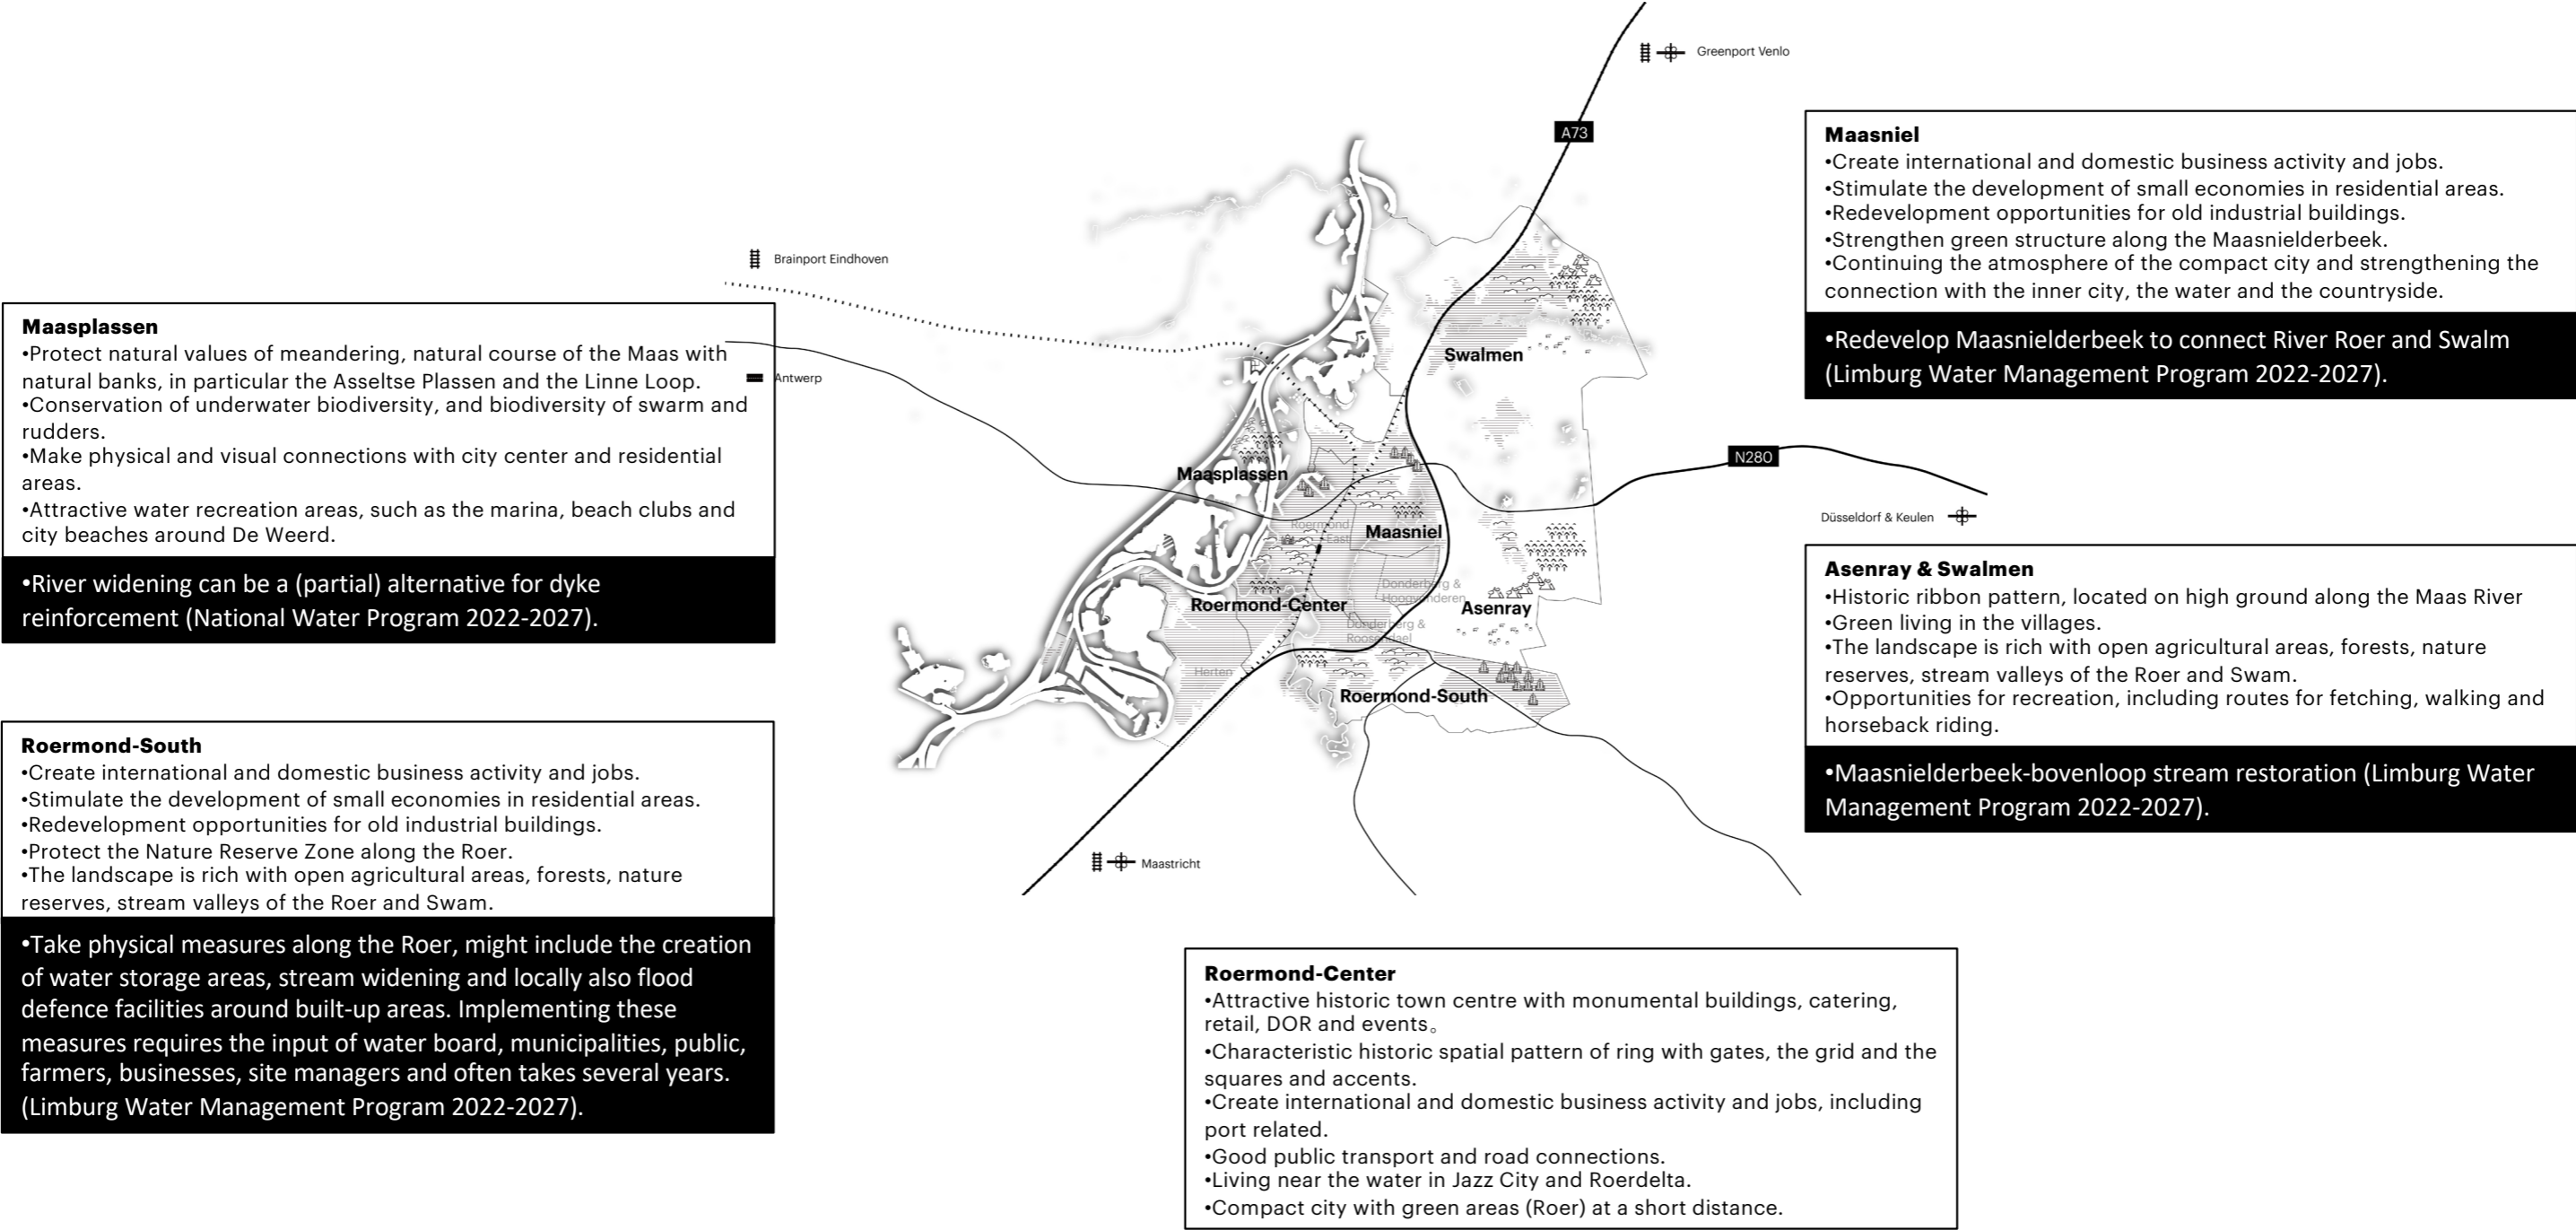 Greenport Venlo
A73
Brainport Eindhoven
Antwerp
Swalmen
N280
Düsseldorf & Keulen
Maasplassen
Roermond
East
Maasniel
Donderberg &
Hoogvonderen
Roermond-Center
Asenray
Donderberg &
Roosendael
Herten
Roermond-South
Maastricht
Maasplassen
•Protect natural values of meandering, natural course of the Maas with
natural banks, in particular the Asseltse Plassen and the Linne Loop.
•Conservation of underwater biodiversity, and biodiversity of swarm and
rudders.
•Make physical and visual connections with city center and residential
areas.
•Attractive water recreation areas, such as the marina, beach clubs and
city beaches around De Weerd.
•River widening can be a (partial) alternative for dyke
reinforcement (National Water Program 2022-2027).
Roermond-South
•Create international and domestic business activity and jobs.
•Stimulate the development of small economies in residential areas.
•Redevelopment opportunities for old industrial buildings.
•Protect the Nature Reserve Zone along the Roer.
•The landscape is rich with open agricultural areas, forests, nature
reserves, stream valleys of the Roer and Swam.
•Take physical measures along the Roer, might include the creation
of water storage areas, stream widening and locally also flood
defence facilities around built-up areas. Implementing these
measures requires the input of water board, municipalities, public,
farmers, businesses, site managers and often takes several years.
(Limburg Water Management Program 2022-2027).
Maasniel
•Create international and domestic business activity and jobs.
•Stimulate the development of small economies in residential areas.
•Redevelopment opportunities for old industrial buildings.
•Strengthen green structure along the Maasnielderbeek.
•Continuing the atmosphere of the compact city and strengthening the
connection with the inner city, the water and the countryside.
•Redevelop Maasnielderbeek to connect River Roer and Swalm
(Limburg Water Management Program 2022-2027).
Asenray & Swalmen
•Historic ribbon pattern, located on high ground along the Maas River
•Green living in the villages.
•The landscape is rich with open agricultural areas, forests, nature
reserves, stream valleys of the Roer and Swam.
•Opportunities for recreation, including routes for fetching, walking and
horseback riding.
•Maasnielderbeek-bovenloop stream restoration (Limburg Water
Management Program 2022-2027).
Roermond-Center
•Attractive historic town centre with monumental buildings, catering,
retail, DOR and events。
•Characteristic historic spatial pattern of ring with gates, the grid and the
squares and accents.
•Create international and domestic business activity and jobs, including
port related.
•Good public transport and road connections.
•Living near the water in Jazz City and Roerdelta.
•Compact city with green areas (Roer) at a short distance.